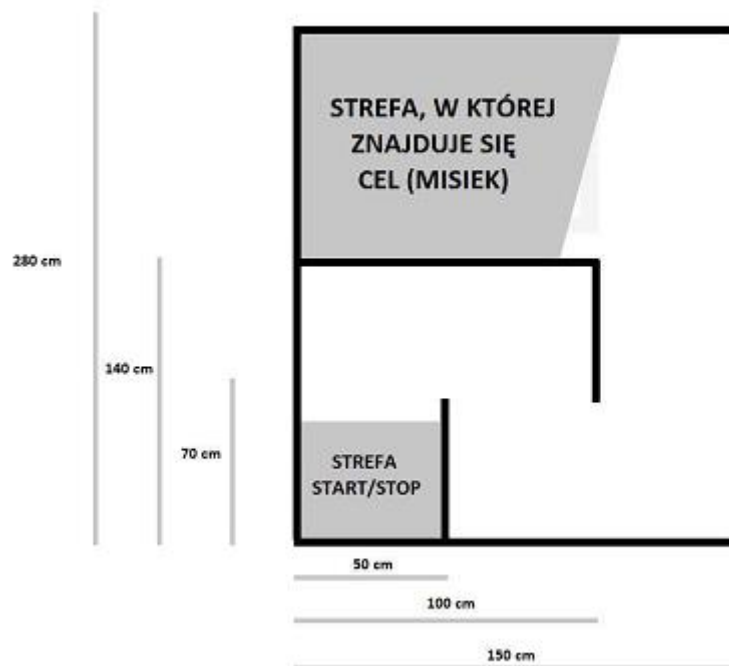 STREFA, W KTÓREJ
ZNAJDUJE SIĘ
CEL (MISIEK)
280 cm
140 cm
70 cm
STREFA
START/STOP
50 cm
100 cm
150 cm